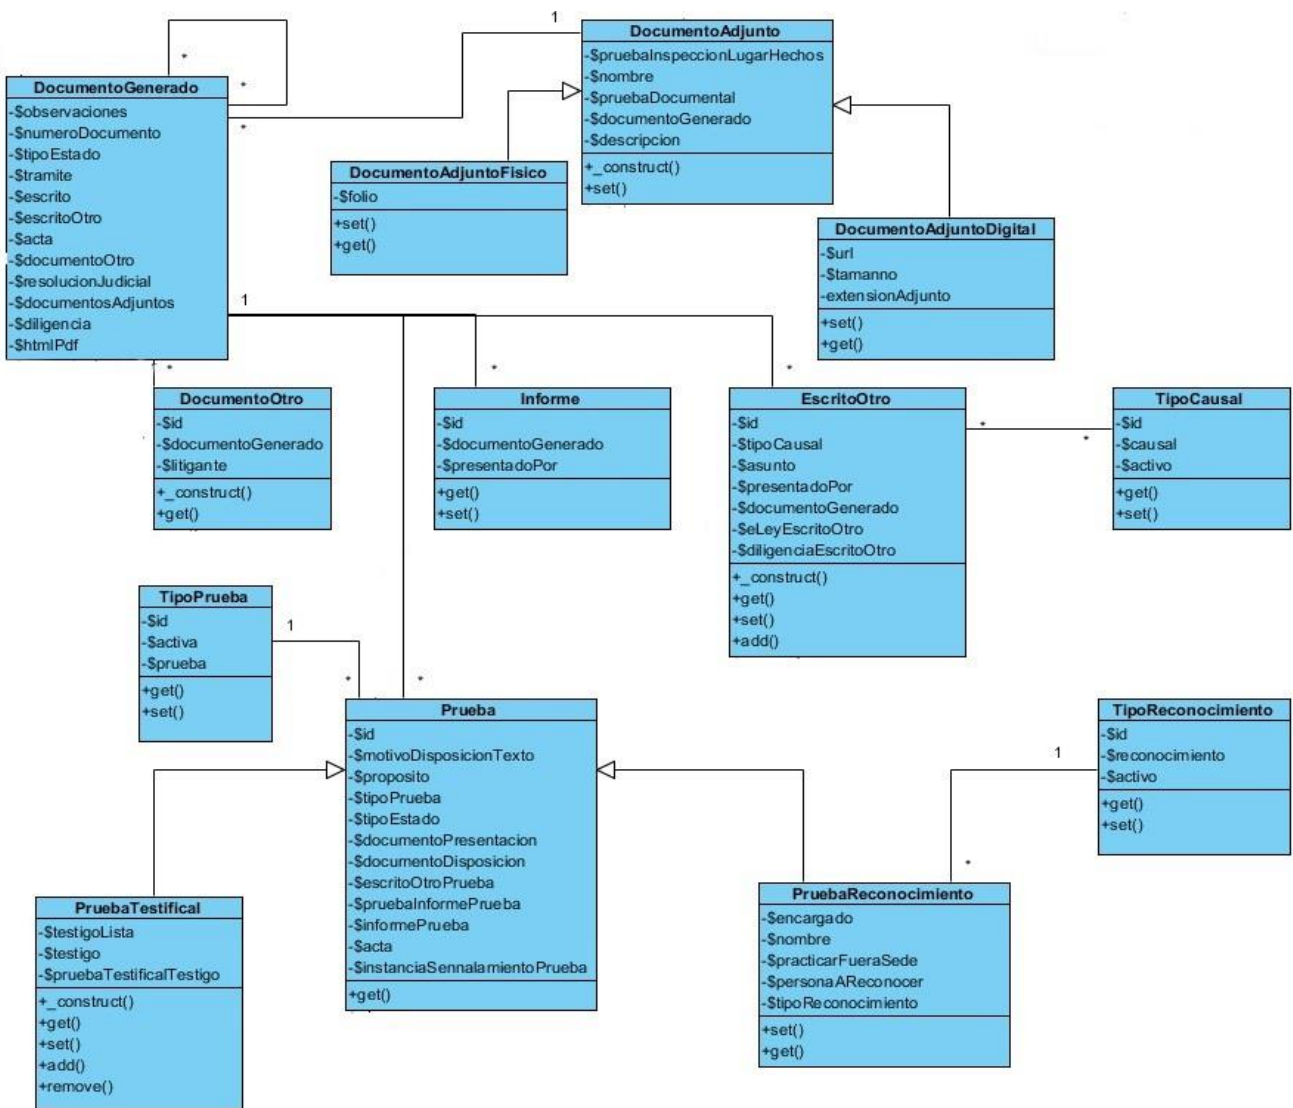 DocumentoGenerado
-$observaciones
-$numeroDocumento
-$tipoEstado
-$tramite
-$escrito
-$escritoOtro
-$acta
-$documentoOtro
-$resolucionJudicial
-$documentosAdjuntos
-$diligencia
-$htmlPdf
*
*
*
1
DocumentoAdjunto
-$pruebaInspeccionLugarHechos
-$nombre
-$pruebaDocumental
-$documentoGenerado
-$descripcion
+_construct()
+set()
DocumentoAdjuntoFisico
-$folio
+set()
+get()
DocumentoAdjuntoDigital
-$url
-$tamanno
-extensionAdjunto
+set()
+get()
1
*
*
*
DocumentoOtro
-$id
-$documentoGenerado
-$litigante
+_construct()
+get()
Informe
-$id
-$documentoGenerado
-$presentadoPor
+get()
+set()
EscritoOtro
-$id
-$tipoCausal
-$asunto
-$presentadoPor
-$documentoGenerado
-$eLeyEscritoOtro
-$diligenciaEscritoOtro
+_construct()
+get()
+set()
+add()
*
*
TipoCausal
-$id
-$causal
-$activo
+get()
+set()
TipoPrueba
-$id
-$activa
-$prueba
+get()
+set()
1
*
*
Prueba
-$id
-$motivoDisposicionTexto
-$proposito
-$tipoPrueba
-$tipoEstado
-$documentoPresentacion
-$documentoDisposicion
-$escritoOtroPrueba
-$pruebaInformePrueba
-$informePrueba
-$acta
-$instanciaSennalamientoPrueba
+get()
TipoReconocimiento
-$id
-$reconocimiento
-$activo
+get()
+set()
1
*
PruebaTestifical
-$testigoLista
-$testigo
-$pruebaTestificalTestigo
+_construct()
+get()
+set()
+add()
+remove()
PruebaReconocimiento
-$encargado
-$nombre
-$practicarFueraSede
-$personaAReconocer
-$tipoReconocimiento
+set()
+get()